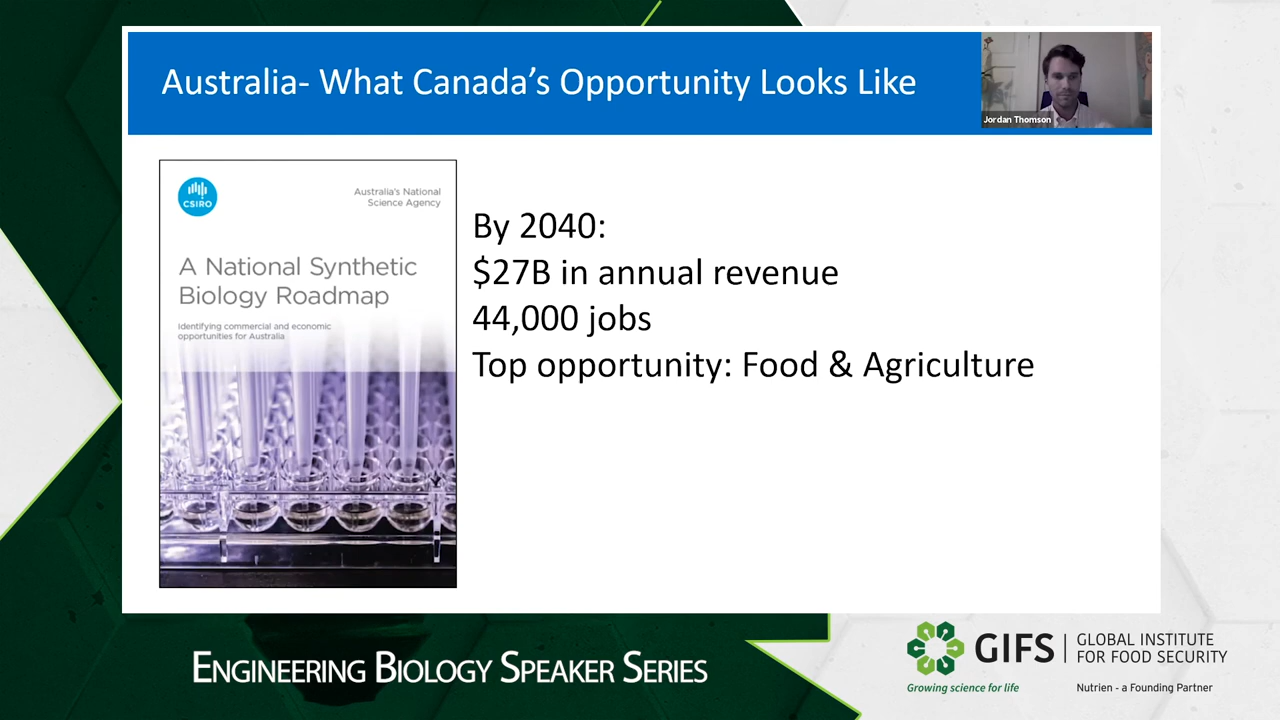 Australia- What Canada's Opportunity Looks Like
Jordan Thomson
CSIRO
Australia's National
Science Agency
A National Synthetic
Biology Roadmap
Identifying commercial and economic
opportunities for Australia
By 2040:
$27B in annual revenue
44,000 jobs
Top opportunity: Food & Agriculture
ENGINEERING BIOLOGY SPEAKER SERIES
GIFS
GLOBAL INSTITUTE
FOR FOOD SECURITY
Growing science for life
Nutrien - a Founding Partner